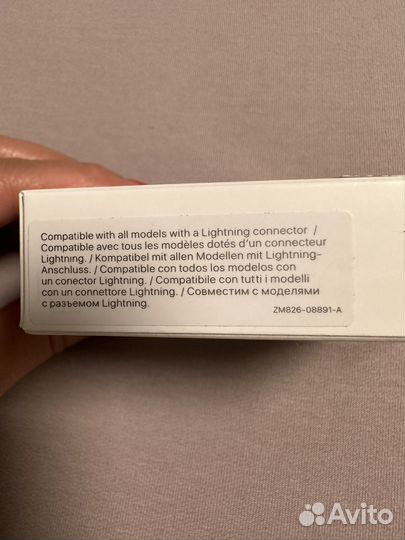 Compatible with all models with a Lightning connector /
Compatible avec tous les modèles dotés d'un connecteur
Lightning. / Kompatibel mit allen Modellen mit Lightning-
Anschluss. / Compatible con todos los modelos con
un conector Lightning. / Compatibile con tutti i modelli
con un connettore Lightning. / Совместим с моделями
с разъемом Lightning.
ZM826-08891-A
Avito